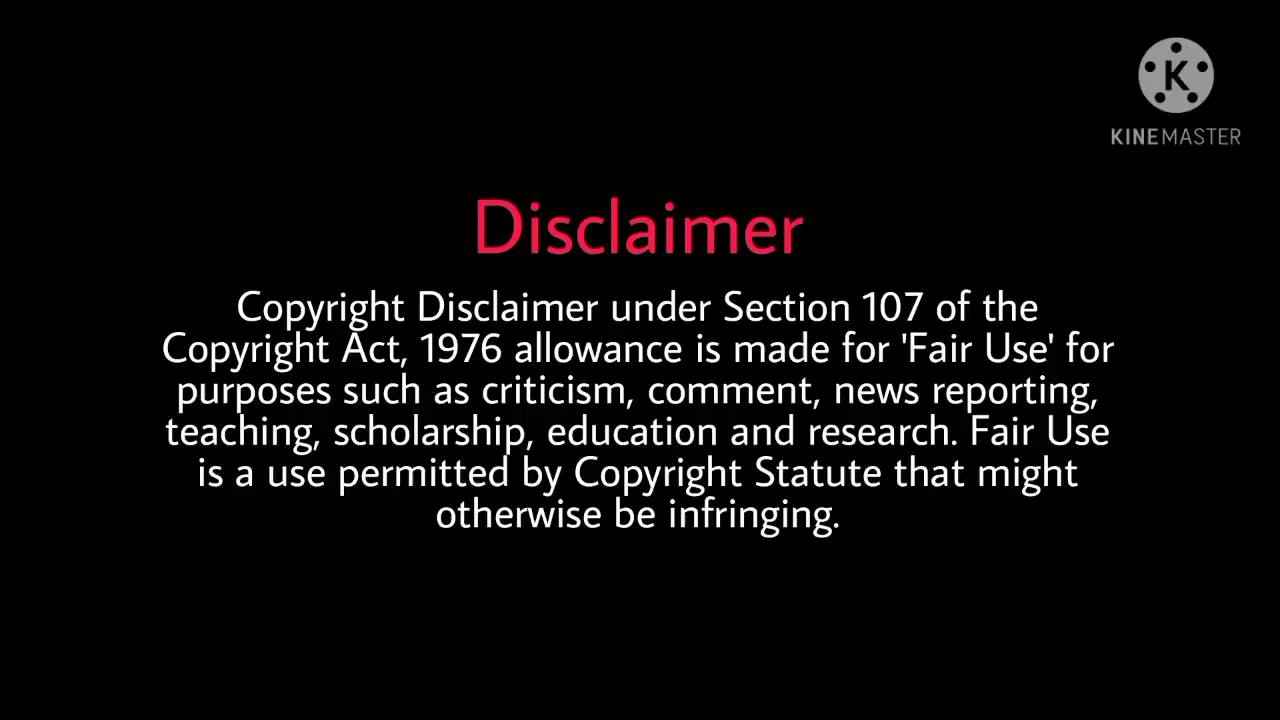 K
KINEMASTER
Disclaimer
Copyright Disclaimer under Section 107 of the
Copyright Act, 1976 allowance is made for 'Fair Use' for
purposes such as criticism, comment, news reporting,
teaching, scholarship, education and research. Fair Use
is a use permitted by Copyright Statute that might
otherwise be infringing.